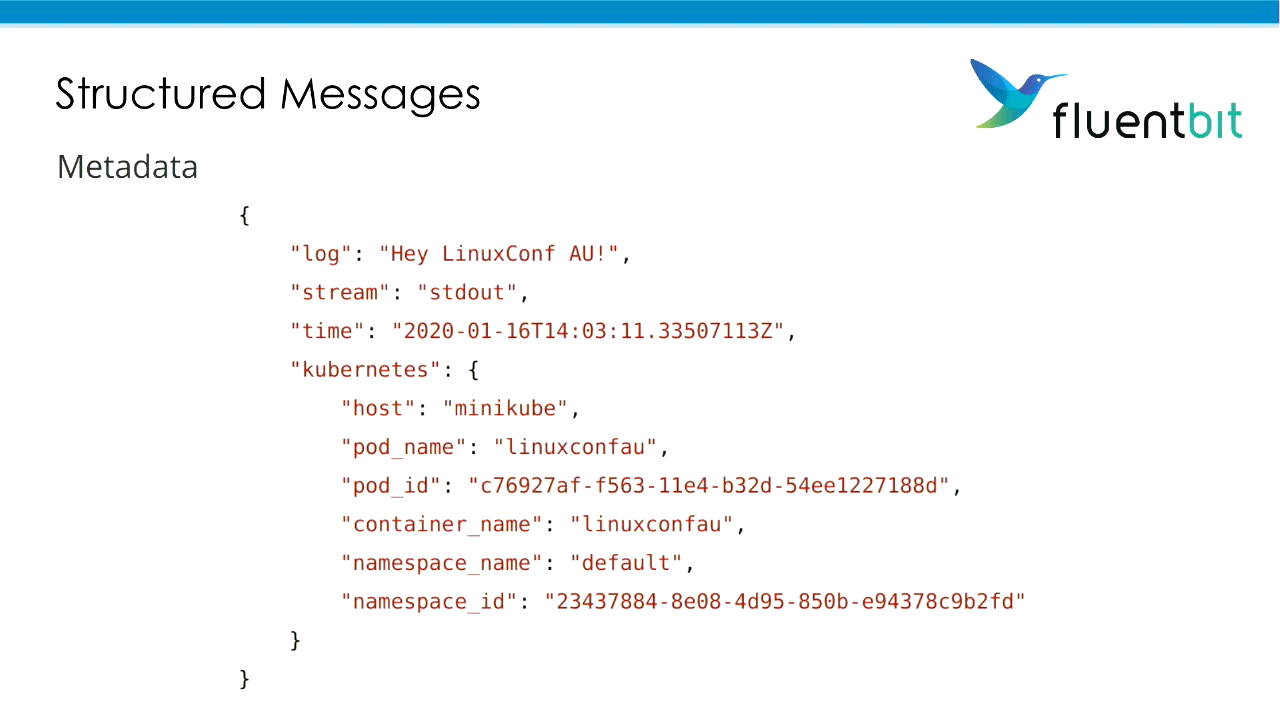 Structured Messages
fluentbit
Metadata
{
    "log": "Hey LinuxConf AU!",
    "stream": "stdout",
    "time": "2020-01-16T14:03:11.33507113Z",
    "kubernetes": {
        "host": "minikube",
        "pod_name": "linuxconfau",
        "pod_id": "c76927af-f563-11e4-b32d-54ee1227188d",
        "container_name": "linuxconfau",
        "namespace_name": "default",
        "namespace_id": "23437884-8e08-4d95-850b-e94378c9b2fd"
    }
}